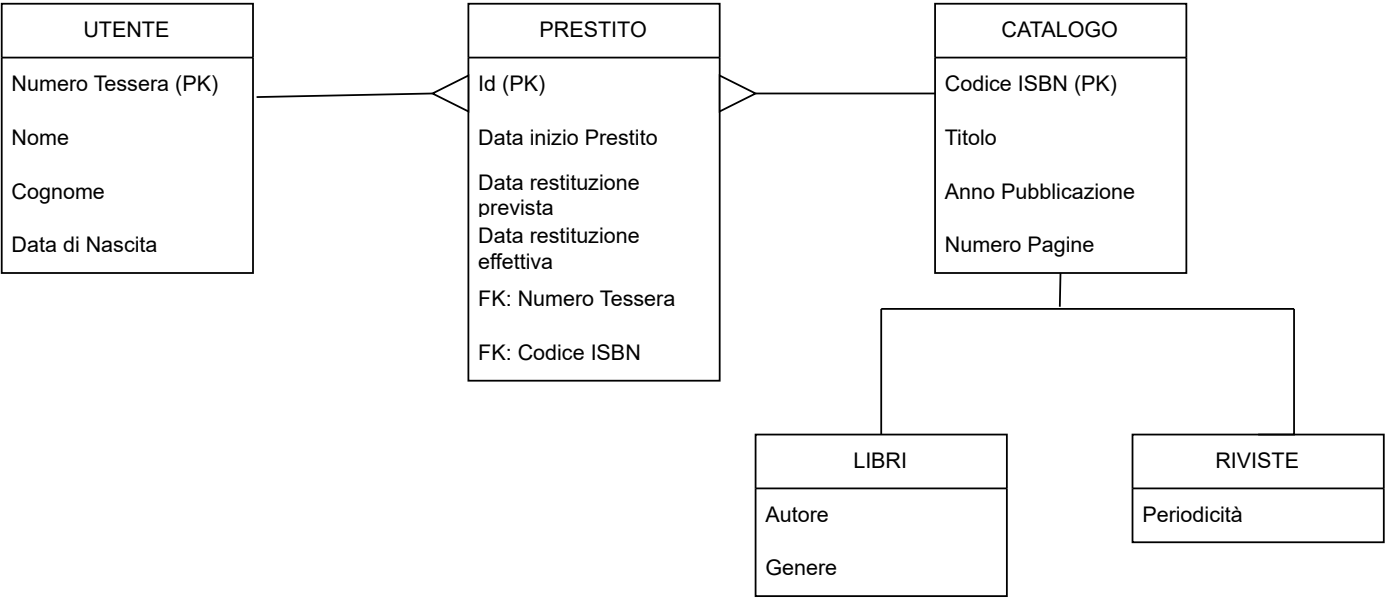 UTENTE
Numero Tessera (PK)
Nome
Cognome
Data di Nascita
PRESTITO
Id (PK)
Data inizio Prestito
Data restituzione
prevista
Data restituzione
effettiva
FK: Numero Tessera
FK: Codice ISBN
CATALOGO
Codice ISBN (PK)
Titolo
Anno Pubblicazione
Numero Pagine
LIBRI
Autore
Genere
RIVISTE
Periodicità